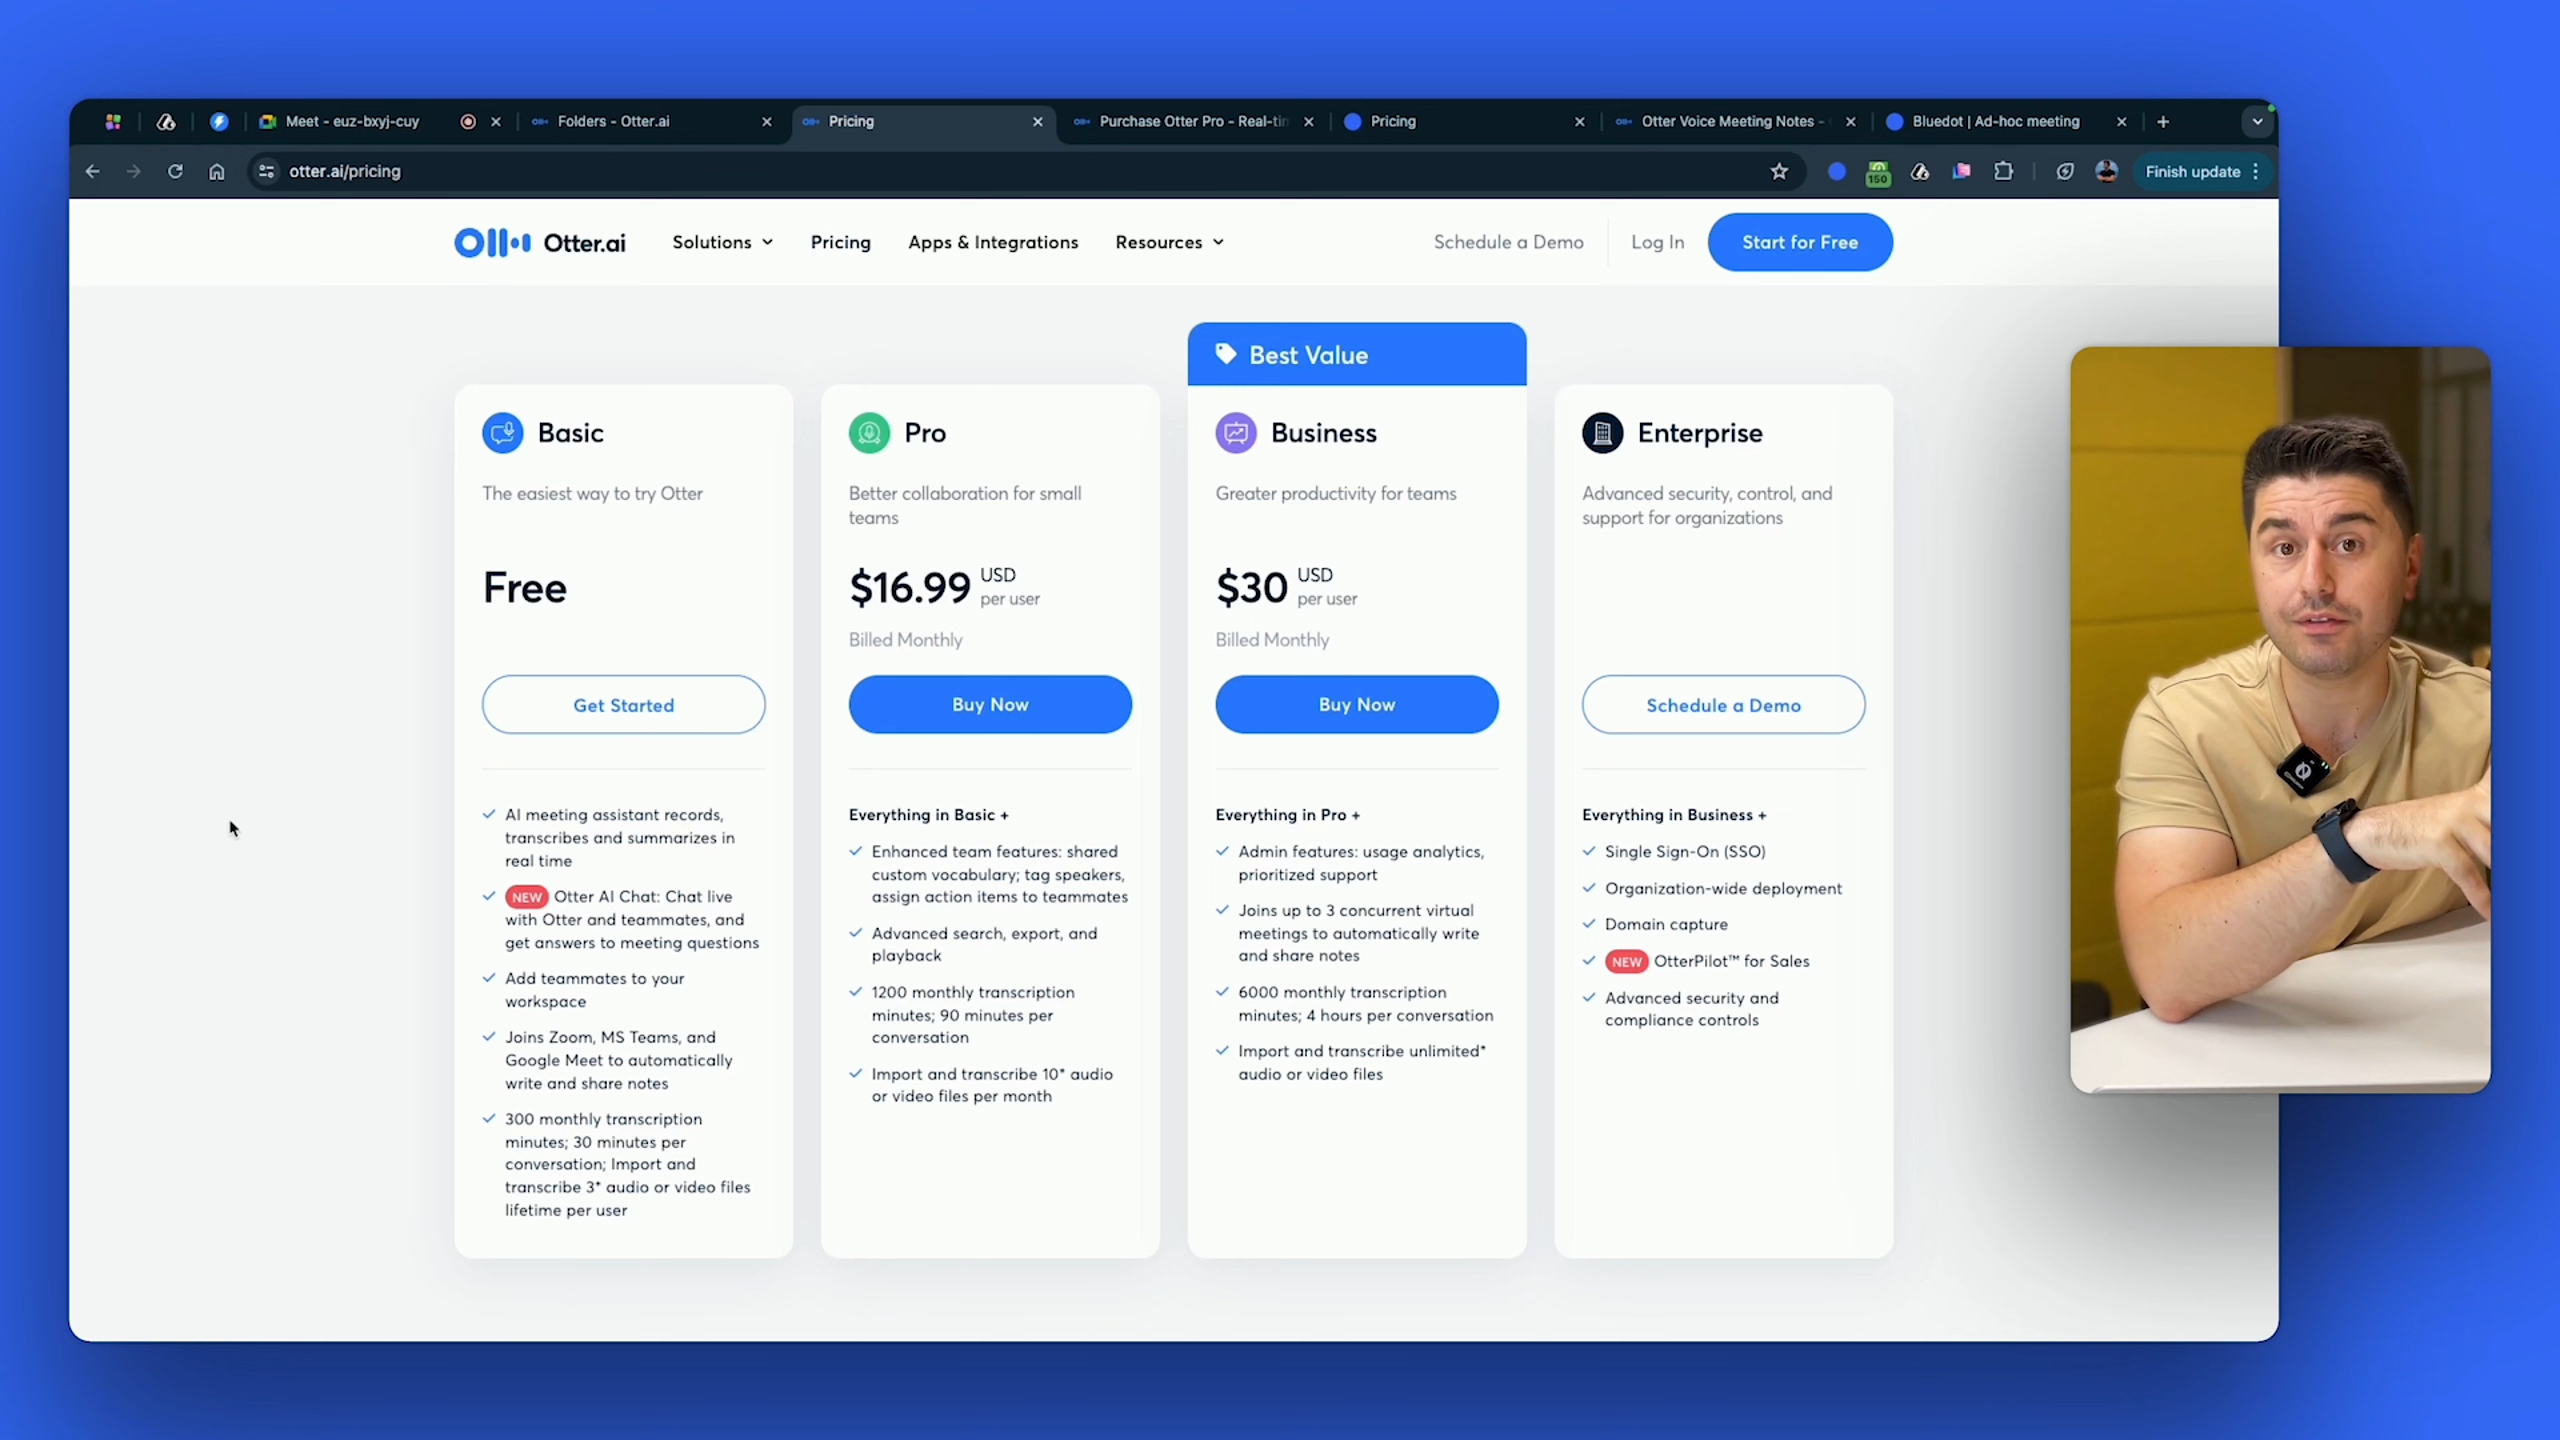 Meet - euz-bxyj-cuy
Folders - Otter.ai
Pricing
Purchase Otter Pro - Real-tin
Pricing
Otter Voice Meeting Notes -
Bluedot | Ad-hoc meeting
otter.ai/pricing
150
Finish update
Otter.ai
Solutions
Pricing
Apps & Integrations
Resources
Schedule a Demo
Log In
Start for Free
Best Value
Basic
The easiest way to try Otter
Free
Get Started
AI meeting assistant records,
transcribes and summarizes in
real time
NEW Otter AI Chat: Chat live
with Otter and teammates, and
get answers to meeting questions
Add teammates to your
workspace
Joins Zoom, MS Teams, and
Google Meet to automatically
write and share notes
300 monthly transcription
minutes; 30 minutes per
conversation; Import and
transcribe 3* audio or video files
lifetime per user
Pro
Better collaboration for small
teams
$16.99 USD
per user
Billed Monthly
Buy Now
Everything in Basic +
Enhanced team features: shared
custom vocabulary; tag speakers,
assign action items to teammates
Advanced search, export, and
playback
1200 monthly transcription
minutes; 90 minutes per
conversation
Import and transcribe 10* audio
or video files per month
Business
Greater productivity for teams
$30 USD
per user
Billed Monthly
Buy Now
Everything in Pro +
Admin features: usage analytics,
prioritized support
Joins up to 3 concurrent virtual
meetings to automatically write
and share notes
6000 monthly transcription
minutes; 4 hours per conversation
Import and transcribe unlimited*
audio or video files
Enterprise
Advanced security, control, and
support for organizations
Schedule a Demo
Everything in Business +
Single Sign-On (SSO)
Organization-wide deployment
Domain capture
NEW OtterPilot™ for Sales
Advanced security and
compliance controls